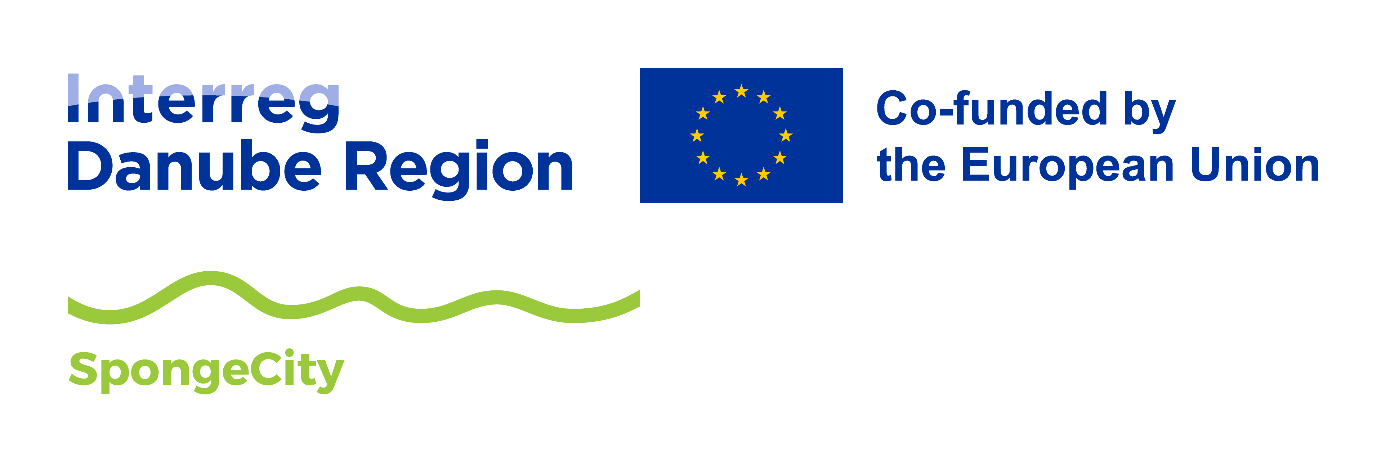 Interreg
Danube Region
Co-funded by
the European Union
SpongeCity